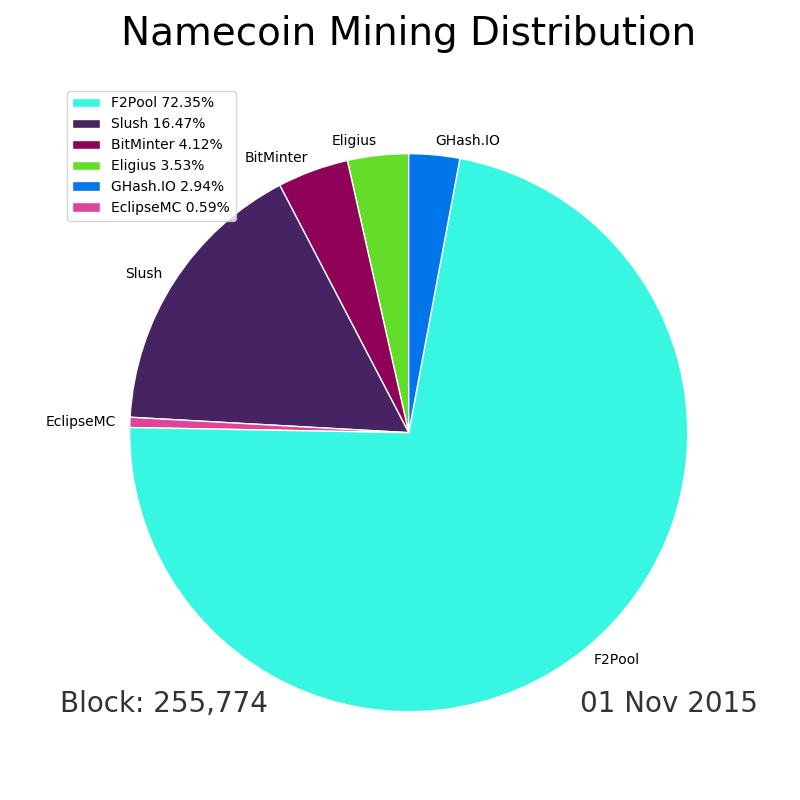 Namecoin Mining Distribution
F2Pool 72.35%
Slush 16.47%
BitMinter 4.12%
Eligius 3.53%
GHash.IO 2.94%
EclipseMC 0.59%
Eligius
GHash.IO
BitMinter
Slush
EclipseMC
F2Pool
Block: 255,774
01 Nov 2015